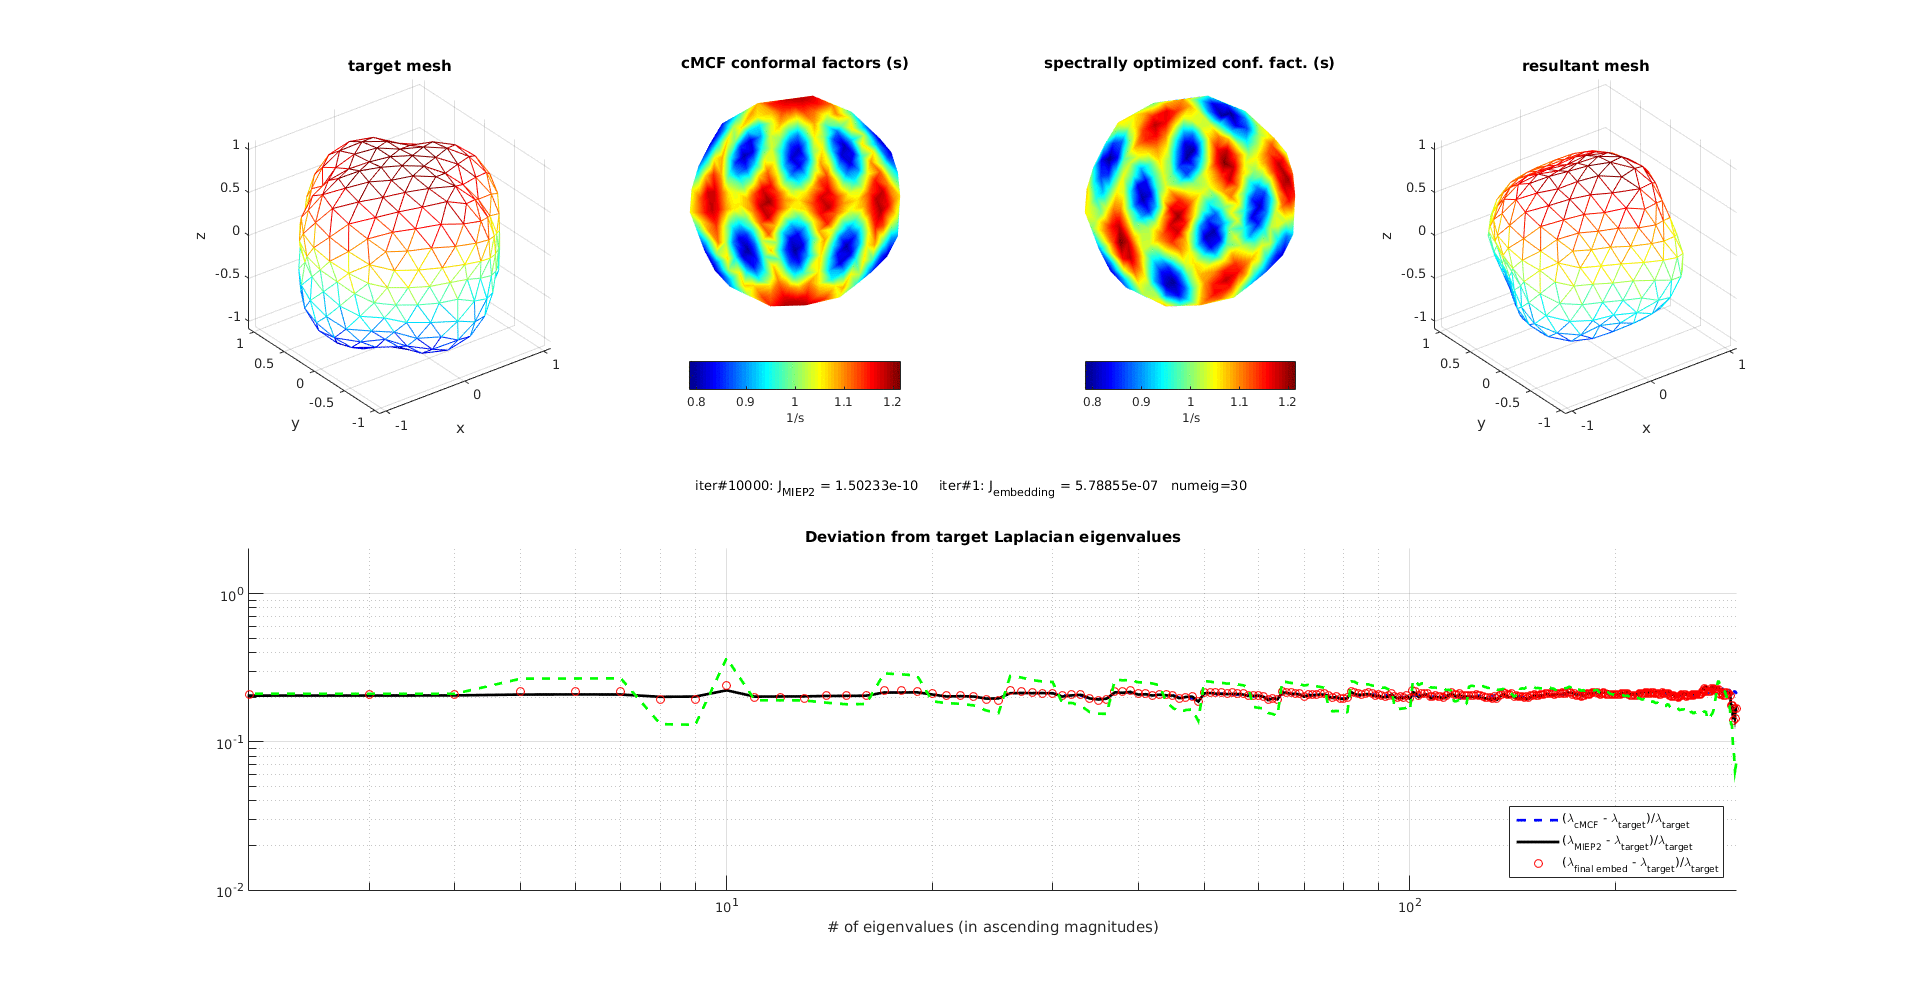 target mesh
cMCF conformal factors (s)
spectrally optimized conf. fact. (s)
resultant mesh
1
0.5
0
-0.5
-1
z
1
0.5
0
-0.5
-1
y
-1
0
1
x
0.8 0.9 1 1.1 1.2
1/s
0.8 0.9 1 1.1 1.2
1/s
1
0.5
0
-0.5
-1
z
1
0.5
0
-0.5
-1
y
-1
0
1
x
iter#10000: J_MIEP2 = 1.50233e-10 iter#1: J_embedding = 5.78855e-07 numeig=30
Deviation from target Laplacian eigenvalues
10^0
10^-1
10^-2
10^1
10^2
# of eigenvalues (in ascending magnitudes)
(λ_cMCF - λ_target)/λ_target
(λ_MIEP2 - λ_target)/λ_target
(λ_final embed - λ_target)/λ_target